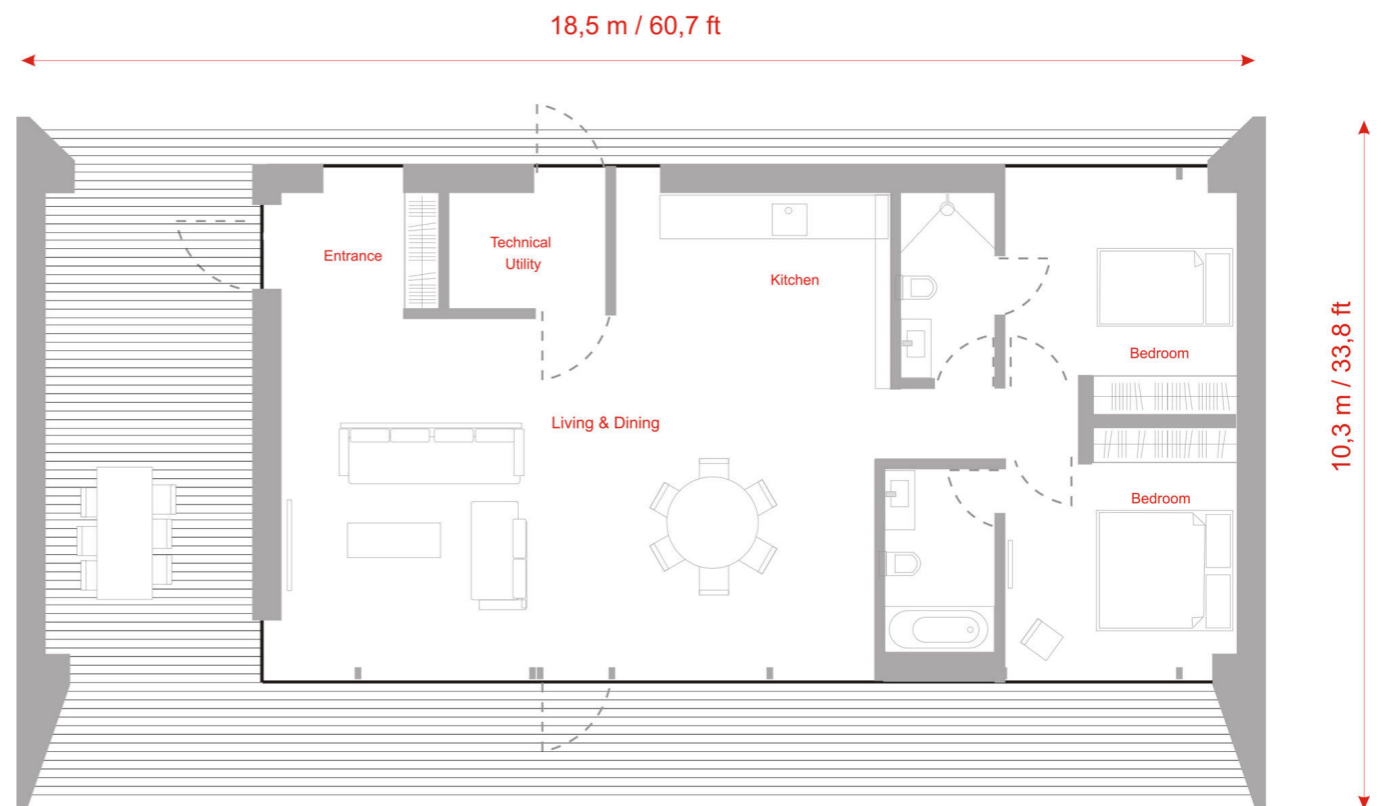 18,5 m / 60,7 ft
Technical
Utility
Entrance
Kitchen
Bedroom
10,3 m / 33,8 ft
Living & Dining
Bedroom